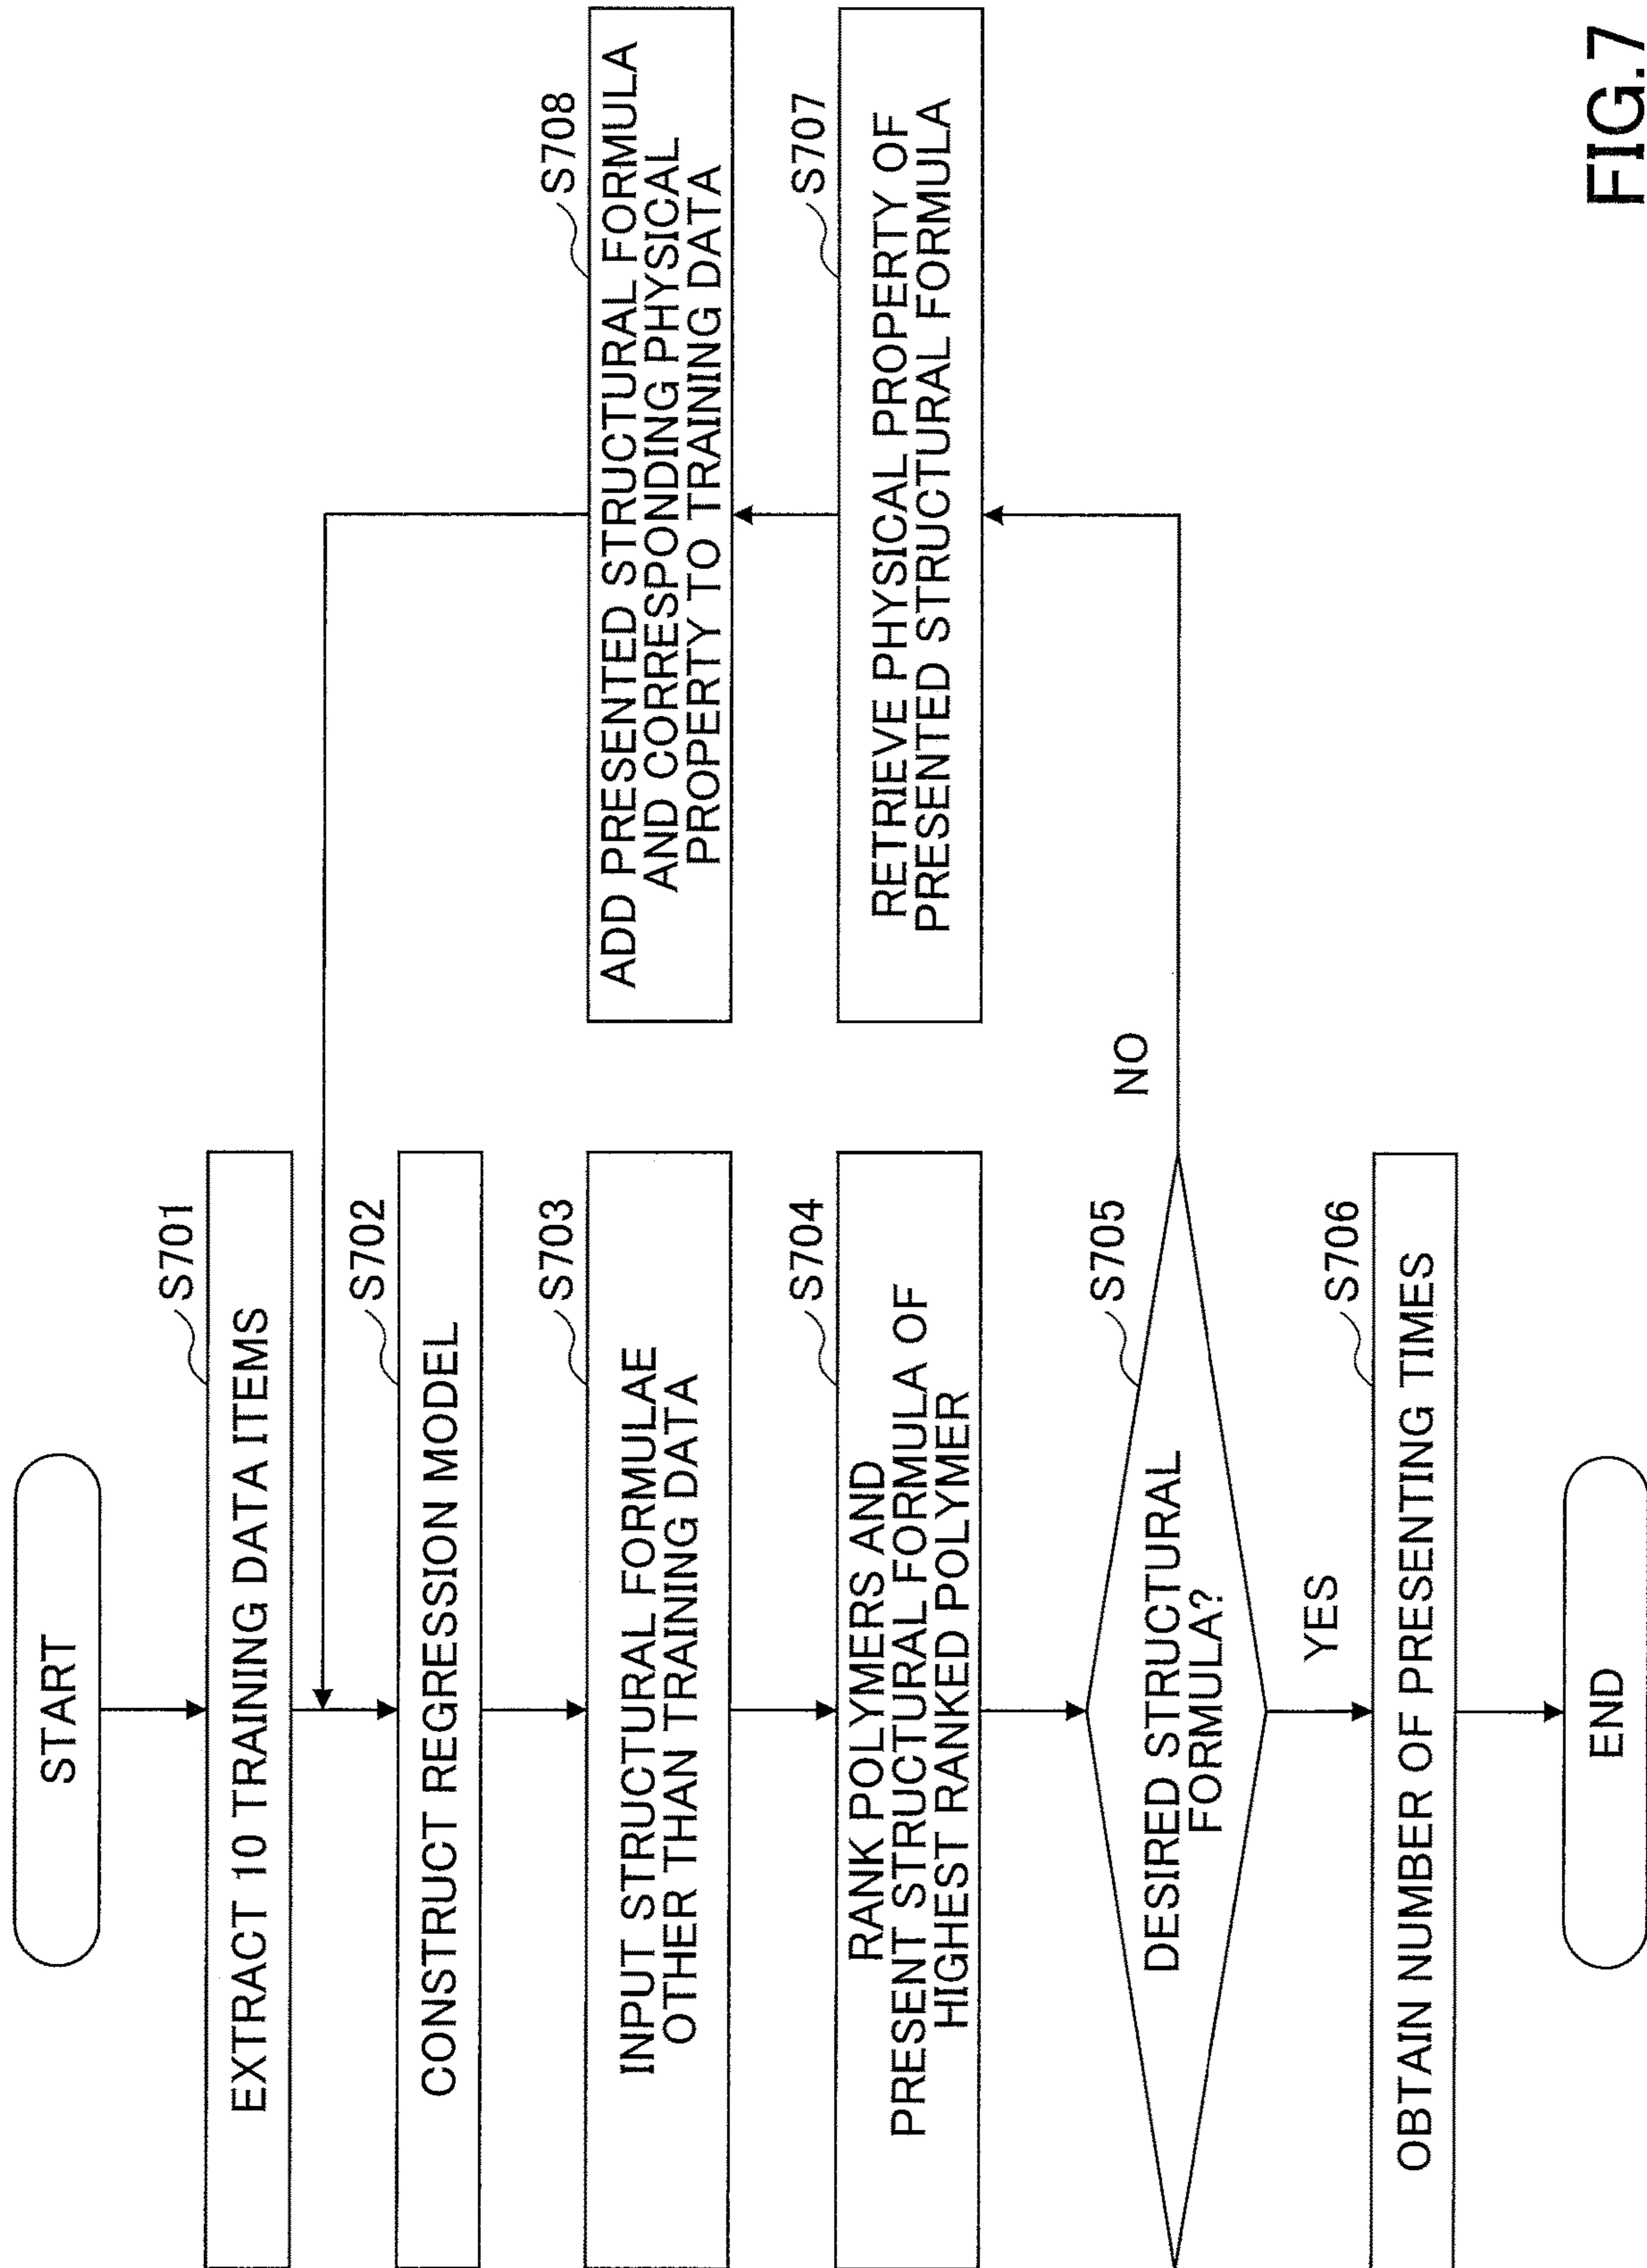 START
S701
EXTRACT 10 TRAINING DATA ITEMS
S702
CONSTRUCT REGRESSION MODEL
S703
INPUT STRUCTURAL FORMULAE
OTHER THAN TRAINING DATA
S704
RANK POLYMERS AND
PRESENT STRUCTURAL FORMULA OF
HIGHEST RANKED POLYMER
S705
DESIRED STRUCTURAL
FORMULA?
NO
YES
S706
OBTAIN NUMBER OF PRESENTING TIMES
END
S708
ADD PRESENTED STRUCTURAL FORMULA
AND CORRESPONDING PHYSICAL
PROPERTY TO TRAINING DATA
S707
RETRIEVE PHYSICAL PROPERTY OF
PRESENTED STRUCTURAL FORMULA
FIG.7